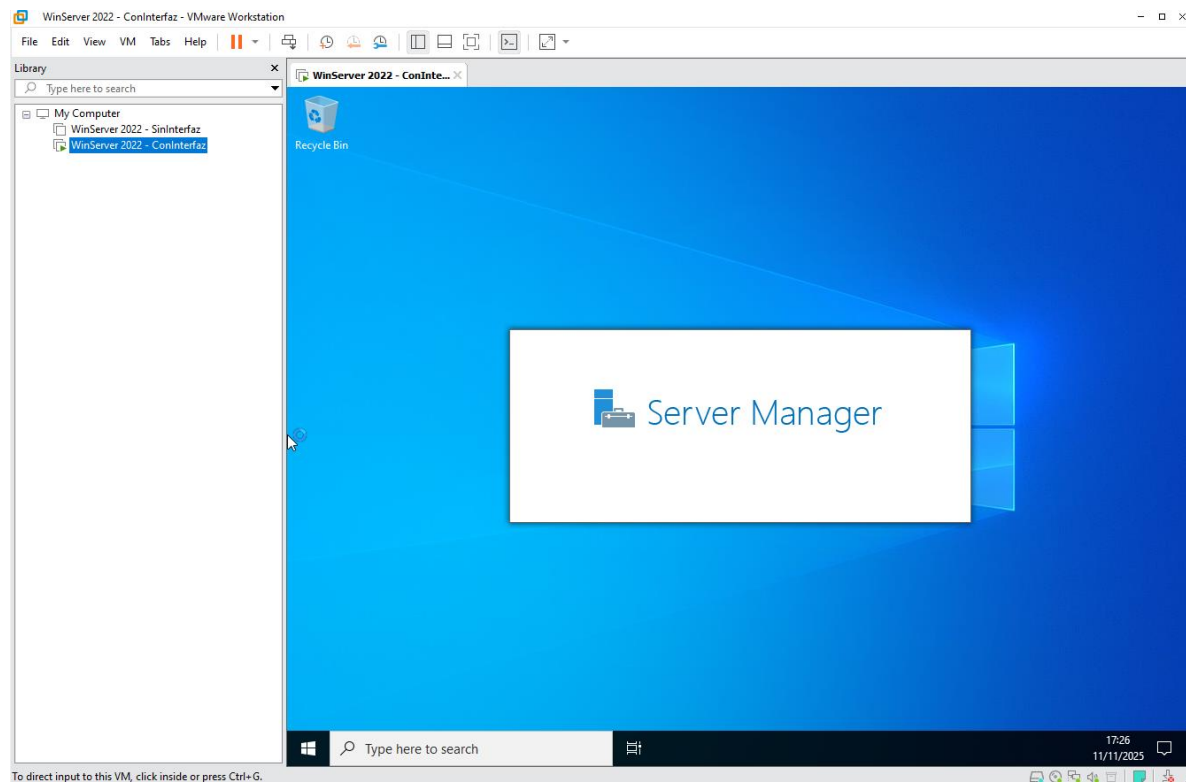 WinServer 2022 - ConInterfaz - VMware Workstation
File Edit View VM Tabs Help
Library
WinServer 2022 - ConInte...
Type here to search
My Computer
WinServer 2022 - SinInterfaz
WinServer 2022 - ConInterfaz
Recycle Bin
Server Manager
Type here to search
17:26
11/11/2025
To direct input to this VM, click inside or press Ctrl+G.